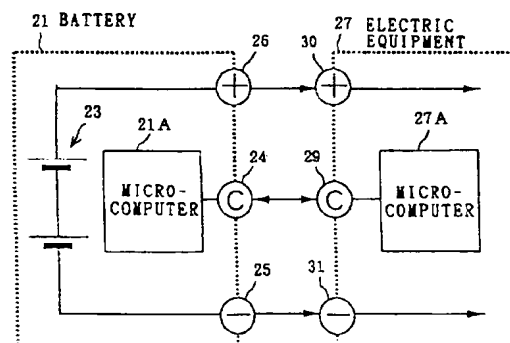 21 BATTERY
26
30
27 ELECTRIC
EQUIPMENT
+
+
23
21A
24
29
27A
MICRO-
COMPUTER
C
C
MICRO-
COMPUTER
25
31
−
−